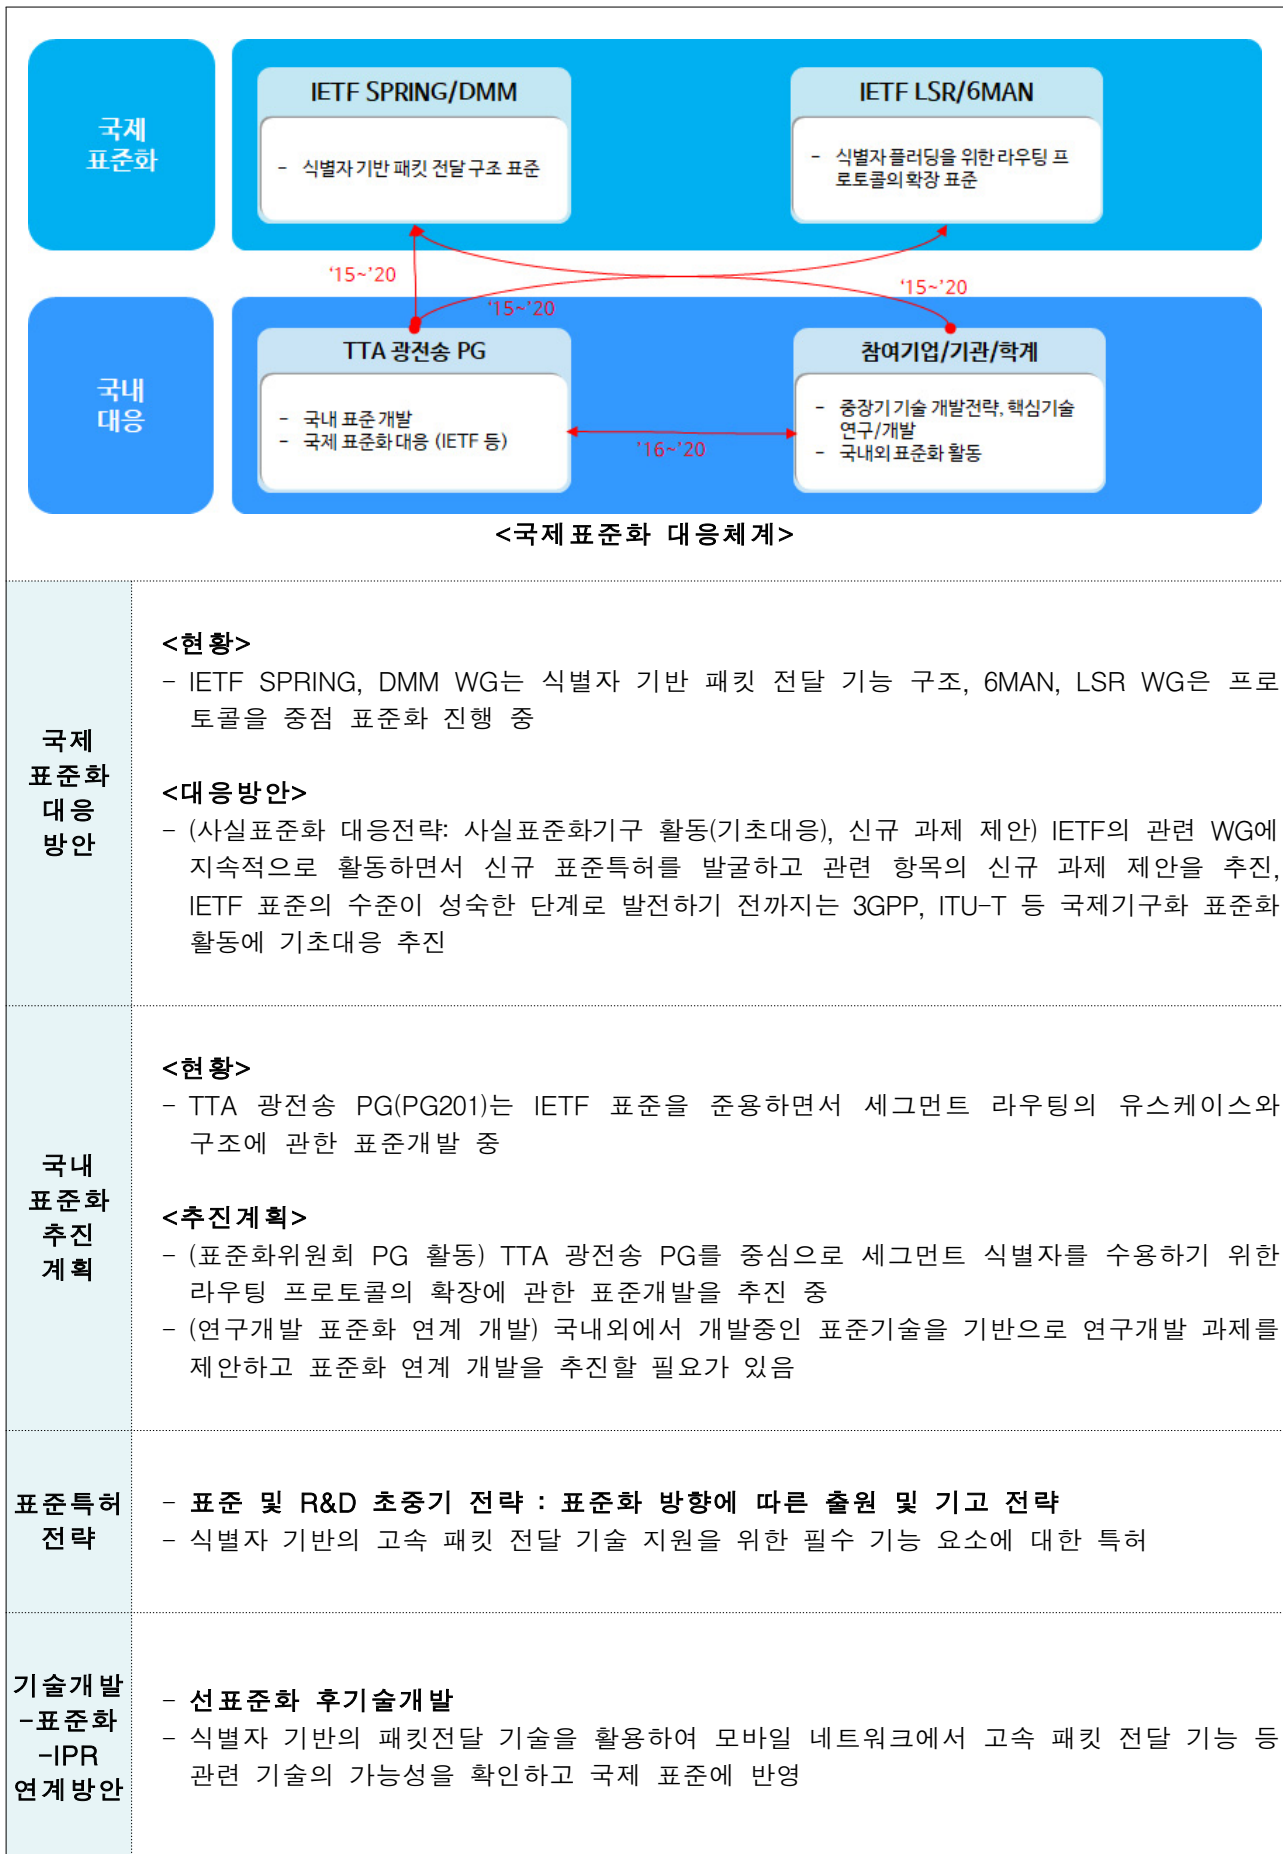 국제
표준화
IETF SPRING/DMM
- 식별자 기반 패킷 전달 구조 표준
IETF LSR/6MAN
- 식별자 플러딩을 위한 라우팅 프
로토콜의 확장 표준
'15~'20
'15~'20
'15~'20
국내
대응
TTA 광전송 PG
- 국내 표준 개발
- 국제 표준화 대응 (IETF 등)
'16~'20
참여기업/기관/학계
- 중장기 기술 개발전략, 핵심기술
연구/개발
- 국내외 표준화 활동
<국제표준화 대응체계>
국제
표준화
대응
방안
<현황>
- IETF SPRING, DMM WG는 식별자 기반 패킷 전달 기능 구조, 6MAN, LSR WG은 프로
토콜을 중점 표준화 진행 중
<대응방안>
- (사실표준화 대응전략: 사실표준화기구 활동(기초대응), 신규 과제 제안) IETF의 관련 WG에
지속적으로 활동하면서 신규 표준특허를 발굴하고 관련 항목의 신규 과제 제안을 추진,
IETF 표준의 수준이 성숙한 단계로 발전하기 전까지는 3GPP, ITU-T 등 국제기구화 표준화
활동에 기초대응 추진
국내
표준화
추진
계획
<현황>
- TTA 광전송 PG(PG201)는 IETF 표준을 준용하면서 세그먼트 라우팅의 유스케이스와
구조에 관한 표준개발 중
<추진계획>
- (표준화위원회 PG 활동) TTA 광전송 PG를 중심으로 세그먼트 식별자를 수용하기 위한
라우팅 프로토콜의 확장에 관한 표준개발을 추진 중
- (연구개발 표준화 연계 개발) 국내외에서 개발중인 표준기술을 기반으로 연구개발 과제를
제안하고 표준화 연계 개발을 추진할 필요가 있음
표준특허
전략
- 표준 및 R&D 초중기 전략 : 표준화 방향에 따른 출원 및 기고 전략
- 식별자 기반의 고속 패킷 전달 기술 지원을 위한 필수 기능 요소에 대한 특허
기술개발
-표준화
-IPR
연계방안
- 선표준화 후기술개발
- 식별자 기반의 패킷전달 기술을 활용하여 모바일 네트워크에서 고속 패킷 전달 기능 등
관련 기술의 가능성을 확인하고 국제 표준에 반영